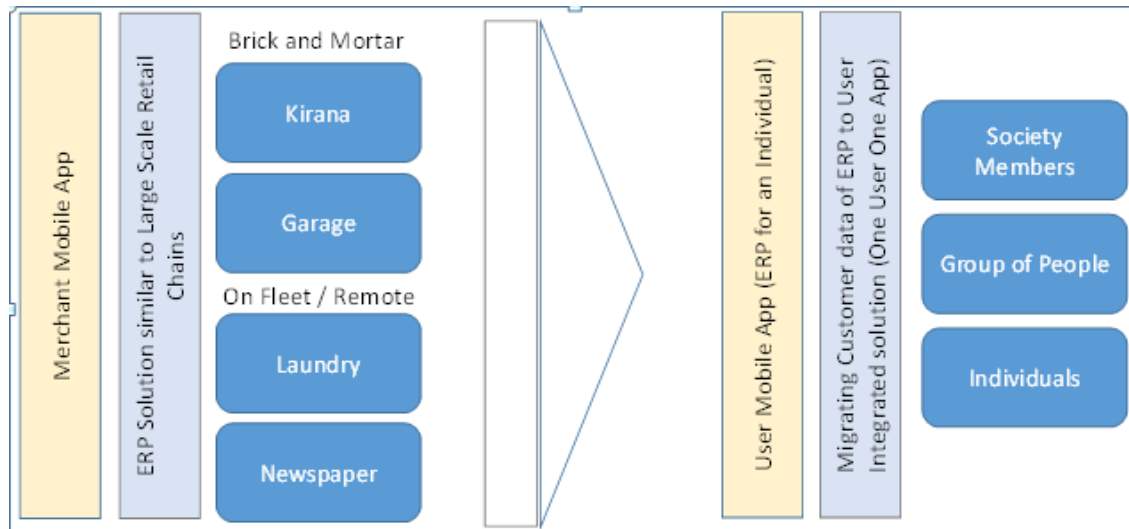 Merchant Mobile App
ERP Solution similar to Large Scale Retail
Chains
Brick and Mortar
Kirana
Garage
On Fleet / Remote
Laundry
Newspaper
User Mobile App (ERP for an Individual)
Migrating Customer data of ERP to User
Integrated solution (One User One App)
Society
Members
Group of People
Individuals